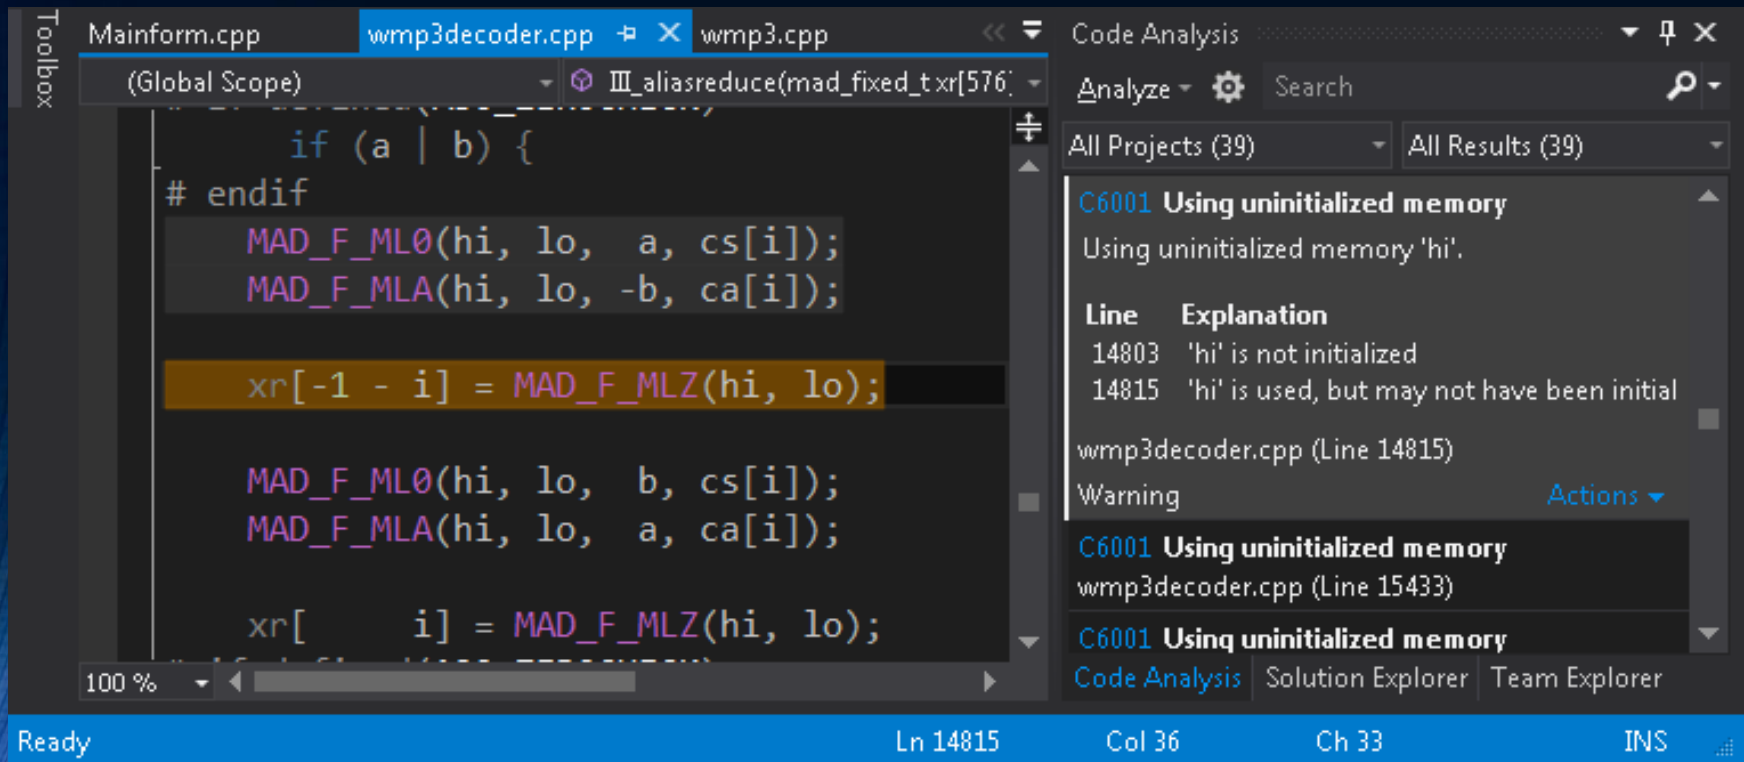 Toolbox
Mainform.cpp wmp3decoder.cpp wmp3.cpp
(Global Scope) III_aliasreduce(mad_fixed_t xr[576]
if (a | b) {
# endif
MAD_F_ML0(hi, lo, a, cs[i]);
MAD_F_MLA(hi, lo, -b, ca[i]);
xr[-1 - i] = MAD_F_MLZ(hi, lo);
MAD_F_ML0(hi, lo, b, cs[i]);
MAD_F_MLA(hi, lo, a, ca[i]);
xr[ i] = MAD_F_MLZ(hi, lo);
100 %
Code Analysis
Analyze Search
All Projects (39) All Results (39)
C6001 Using uninitialized memory
Using uninitialized memory 'hi'.
Line Explanation
14803 'hi' is not initialized
14815 'hi' is used, but may not have been initial
wmp3decoder.cpp (Line 14815)
Warning Actions
C6001 Using uninitialized memory
wmp3decoder.cpp (Line 15433)
C6001 Using uninitialized memory
Code Analysis Solution Explorer Team Explorer
Ready Ln 14815 Col 36 Ch 33 INS